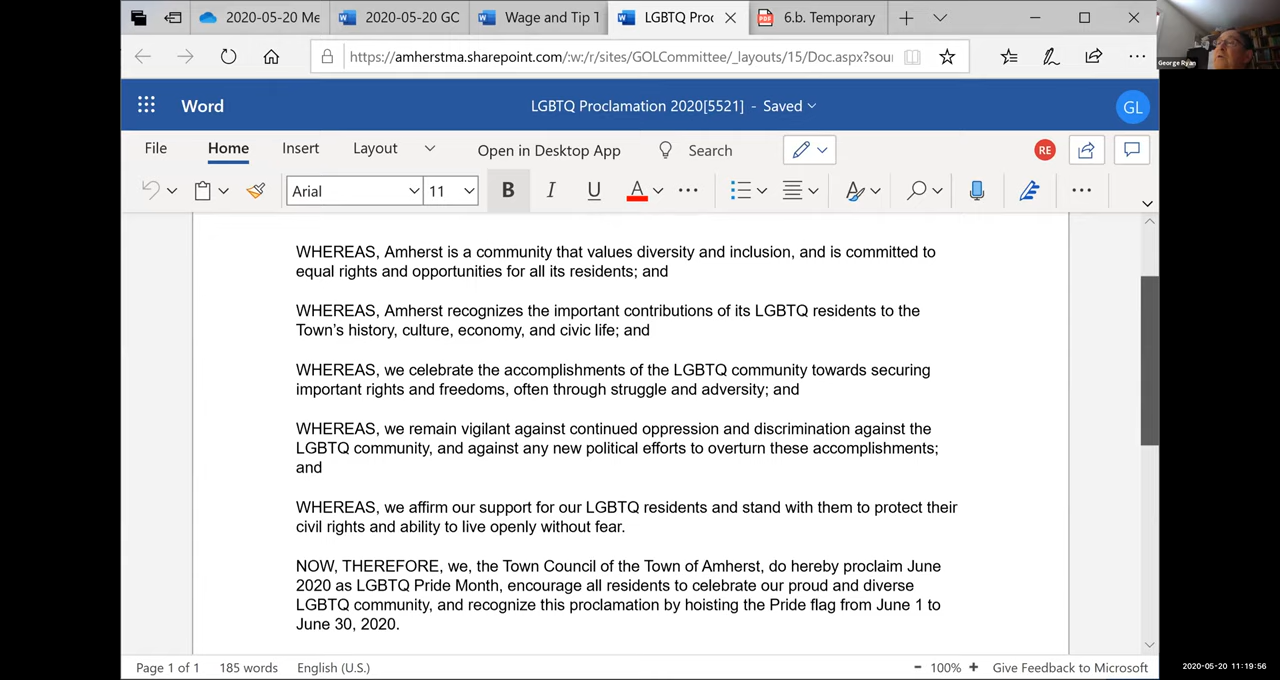 2020-05-20 Me
2020-05-20 GC
Wage and Tip T
LGBTQ Proc
6.b. Temporary
https://amherstma.sharepoint.com/:w:/r/sites/GOLCommittee/_layouts/15/Doc.aspx?sour
George Ryan
Word
LGBTQ Proclamation 2020[5521] - Saved
GL
File
Home
Insert
Layout
Open in Desktop App
Search
RE
Arial
11
B
I
U
A
WHEREAS, Amherst is a community that values diversity and inclusion, and is committed to
equal rights and opportunities for all its residents; and
WHEREAS, Amherst recognizes the important contributions of its LGBTQ residents to the
Town's history, culture, economy, and civic life; and
WHEREAS, we celebrate the accomplishments of the LGBTQ community towards securing
important rights and freedoms, often through struggle and adversity; and
WHEREAS, we remain vigilant against continued oppression and discrimination against the
LGBTQ community, and against any new political efforts to overturn these accomplishments;
and
WHEREAS, we affirm our support for our LGBTQ residents and stand with them to protect their
civil rights and ability to live openly without fear.
NOW, THEREFORE, we, the Town Council of the Town of Amherst, do hereby proclaim June
2020 as LGBTQ Pride Month, encourage all residents to celebrate our proud and diverse
LGBTQ community, and recognize this proclamation by hoisting the Pride flag from June 1 to
June 30, 2020.
Page 1 of 1
185 words
English (U.S.)
100%
Give Feedback to Microsoft
2020-05-20 11:19:56